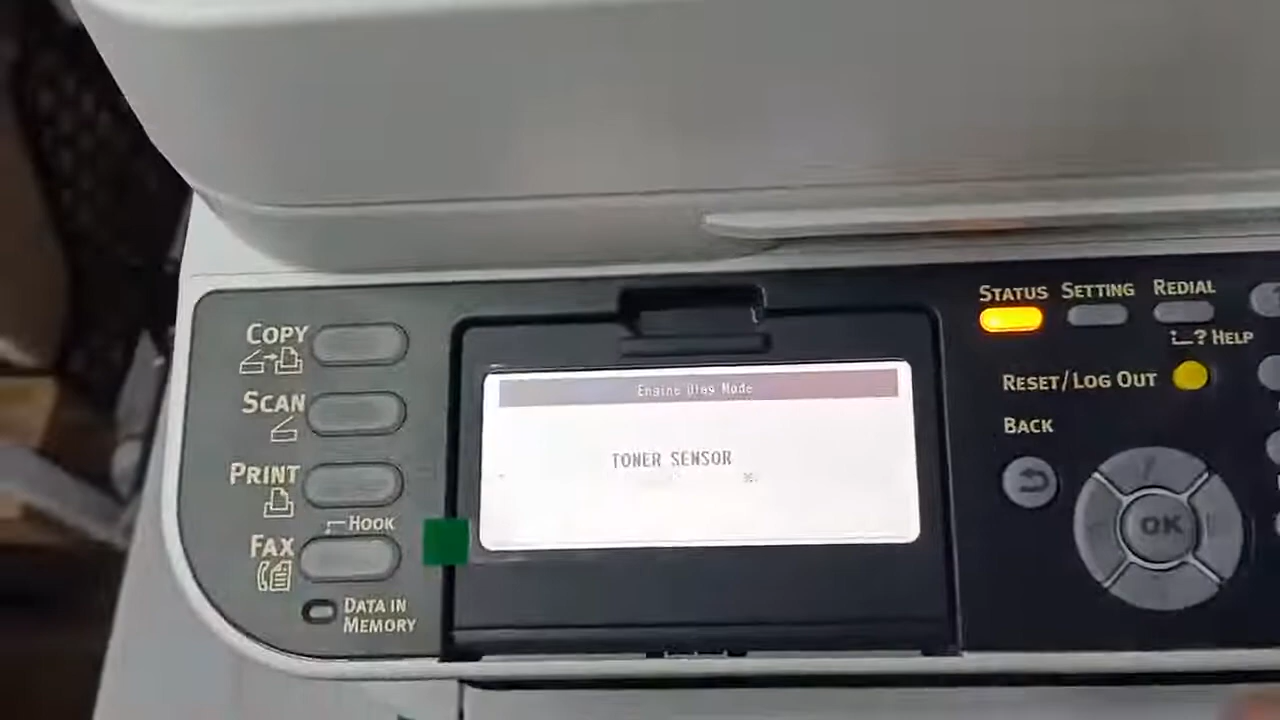 COPY
SCAN
PRINT
HOOK
FAX
DATA IN
MEMORY
Engine Diag Mode
TONER SENSOR
STATUS SETTING REDIAL
? HELP
RESET/LOG OUT
BACK
OK